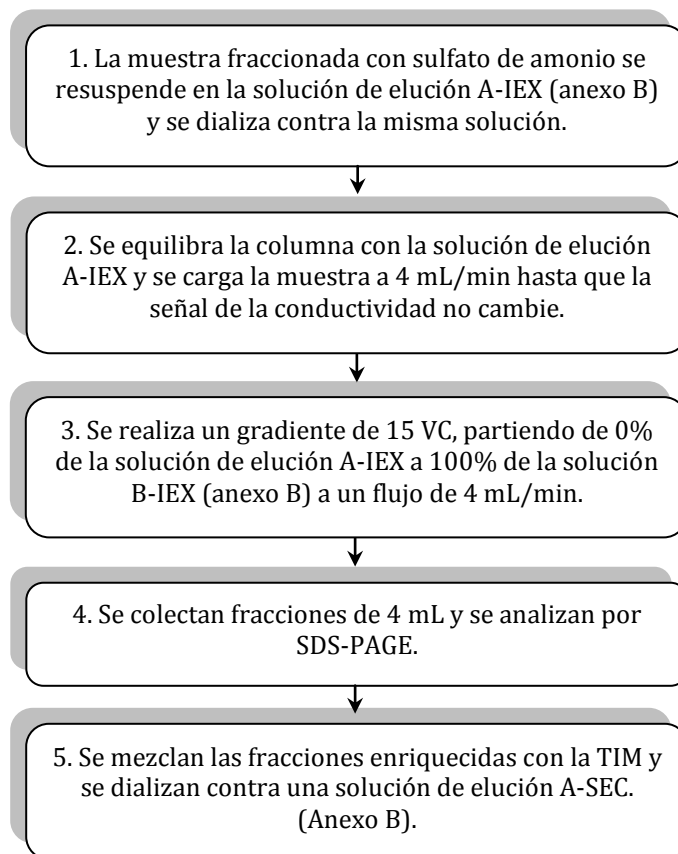 1. La muestra fraccionada con sulfato de amonio se
resuspende en la solución de elución A-IEX (anexo B)
y se dializa contra la misma solución.
2. Se equilibra la columna con la solución de elución
A-IEX y se carga la muestra a 4 mL/min hasta que la
señal de la conductividad no cambie.
3. Se realiza un gradiente de 15 VC, partiendo de 0%
de la solución de elución A-IEX a 100% de la solución
B-IEX (anexo B) a un flujo de 4 mL/min.
4. Se colectan fracciones de 4 mL y se analizan por
SDS-PAGE.
5. Se mezclan las fracciones enriquecidas con la TIM y
se dializan contra una solución de elución A-SEC.
(Anexo B).